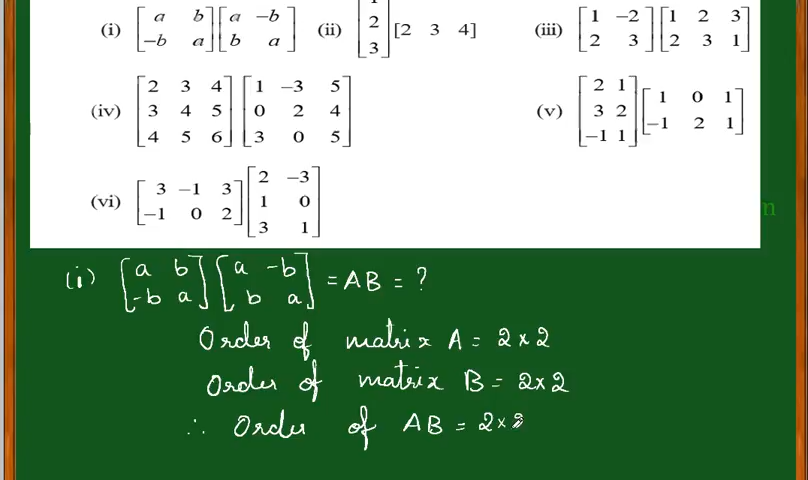 (i) [a b; -b a] [a -b; b a] (ii) [1; 2; 3] [2 3 4] (iii) [1 -2; 2 3] [1 2 3; 2 3 1]
(iv) [2 3 4; 3 4 5; 4 5 6] [1 -3 5; 0 2 4; 3 0 5] (v) [2 1; 3 2; -1 1] [1 0 1; -1 2 1]
(vi) [3 -1 3; -1 0 2] [2 -3; 1 0; 3 1]
(i) [a b; -b a] [a -b; b a] = AB = ?
Order of matrix A = 2 × 2
Order of matrix B = 2 × 2
∴ Order of AB = 2 × 2